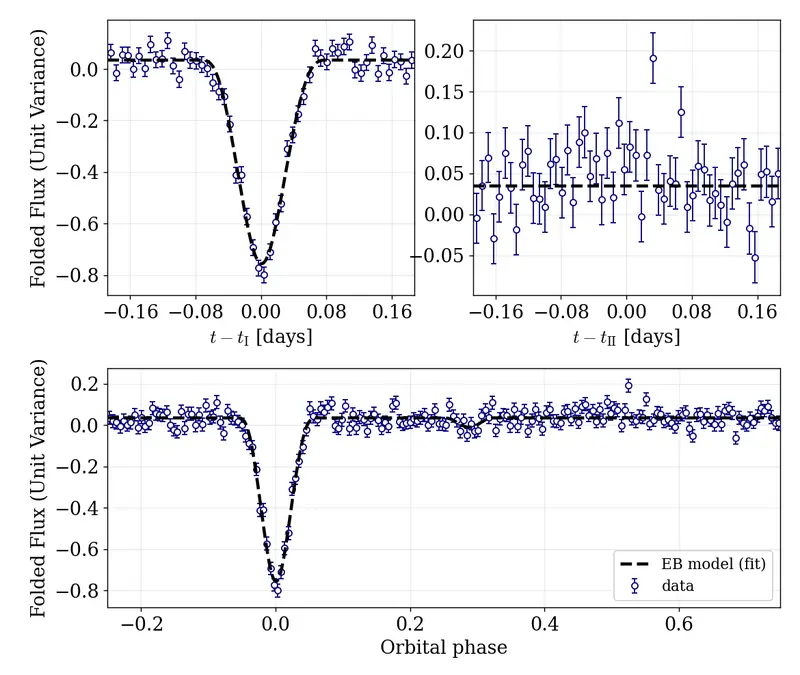 Folded Flux (Unit Variance)
0.0
−0.2
−0.4
−0.6
−0.8
−0.16 −0.08 0.00 0.08 0.16
t − tI [days]
0.20
0.15
0.10
0.05
0.00
−0.05
−0.16 −0.08 0.00 0.08 0.16
t − tII [days]
Folded Flux (Unit Variance)
0.2
0.0
−0.2
−0.4
−0.6
−0.8
−0.2 0.0 0.2 0.4 0.6
Orbital phase
EB model (fit)
data